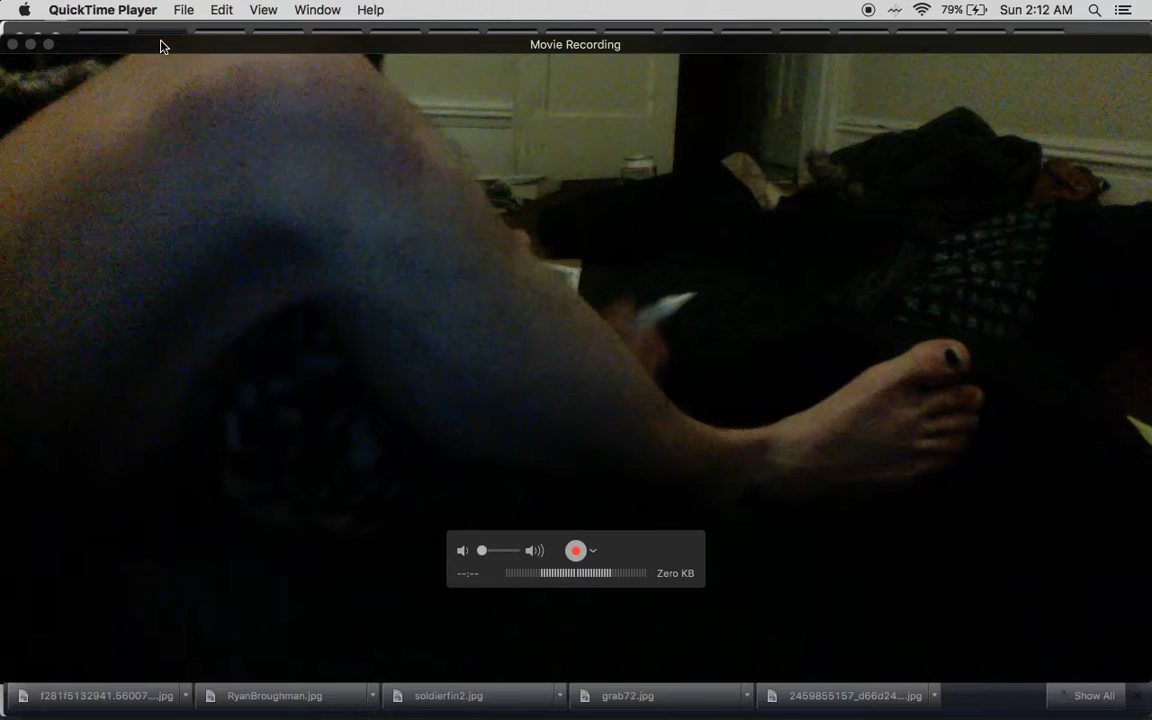 QuickTime Player File Edit View Window Help 79% Sun 2:12 AM
Movie Recording
--:-- Zero KB
f281f5132941.56007....jpg RyanBroughman.jpg soldierfin2.jpg grab72.jpg 2459855157_d66d24....jpg Show All